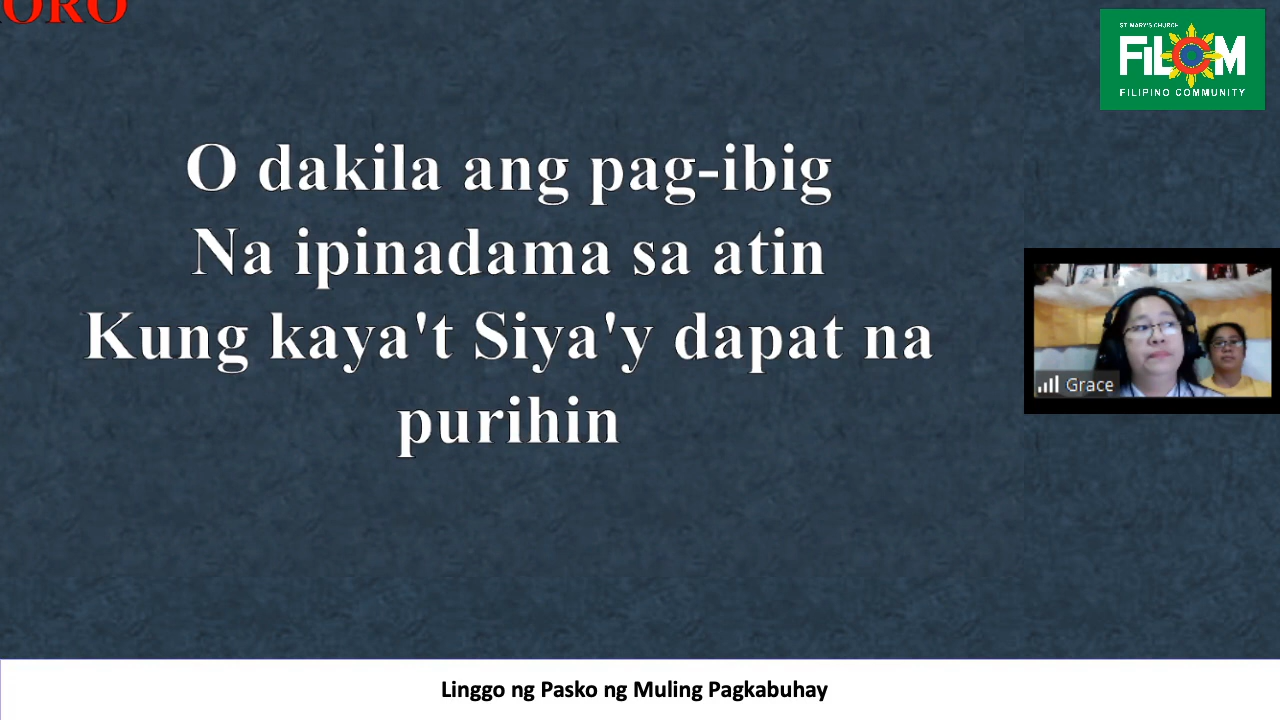 ORO
ST MARY'S CHURCH
FILCM
FILIPINO COMMUNITY
O dakila ang pag-ibig
Na ipinadama sa atin
Kung kaya't Siya'y dapat na
purihin
Grace
Linggo ng Pasko ng Muling Pagkabuhay